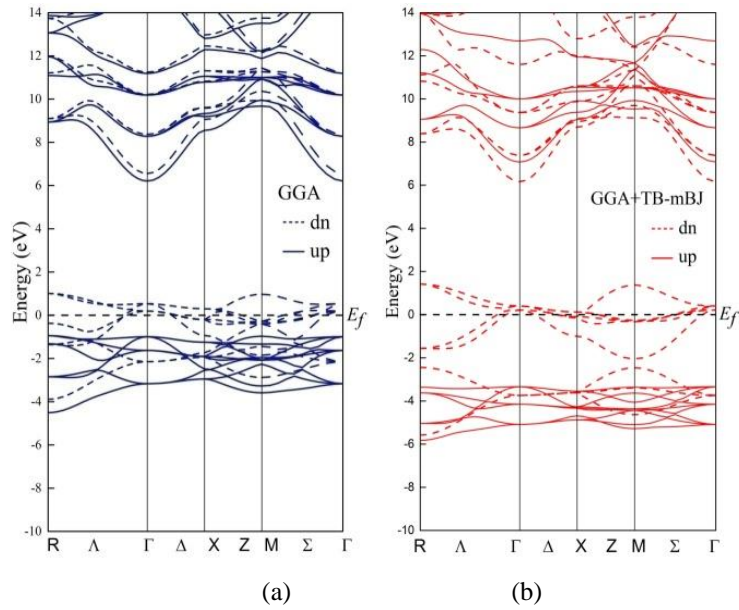 14
12
10
8
6
4
2
0
-2
-4
-6
-8
-10
Energy (eV)
GGA
dn
up
E_f
R Λ Γ Δ X Z M Σ Γ
(a)
14
12
10
8
6
4
2
0
-2
-4
-6
-8
-10
Energy (eV)
GGA+TB-mBJ
dn
up
E_f
R Λ Γ Δ X Z M Σ Γ
(b)